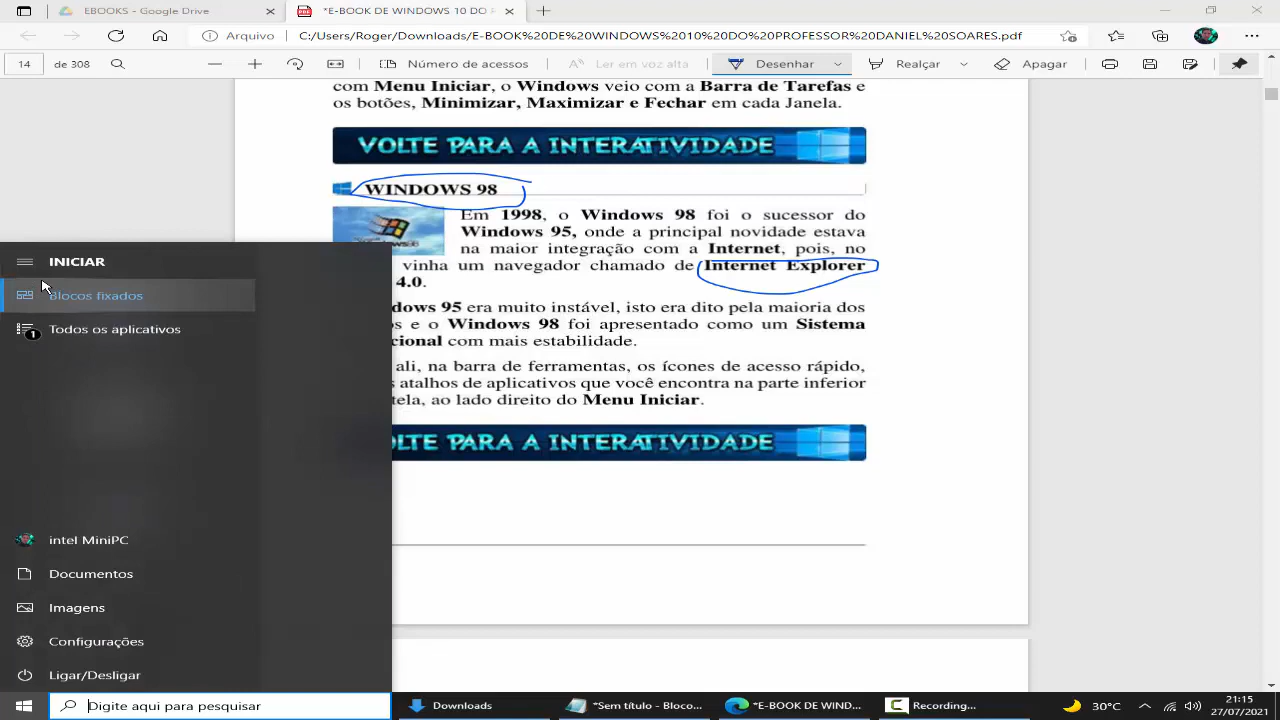 EBOOKS – Google Drive
*E-BOOK DE WINDOWS 10 DO P
Arquivo
C:/Users/Roger/Downloads/E-BOOK%20DE%20WINDOWS%2010%20DO%20PROFESSOR%20DANIEL%20SOARES.pdf
14 de 308
Número de acessos
Ler em voz alta
Desenhar
Realçar
Apagar
com Menu Iniciar, o Windows veio com a Barra de Tarefas e
os botões, Minimizar, Maximizar e Fechar em cada Janela.
VOLTE PARA A INTERATIVIDADE
WINDOWS 98
Em 1998, o Windows 98 foi o sucessor do
Windows 95, onde a principal novidade estava
na maior integração com a Internet, pois, no
vinha um navegador chamado de Internet Explorer
4.0.
dows 95 era muito instável, isto era dito pela maioria dos
s e o Windows 98 foi apresentado como um Sistema
cional com mais estabilidade.
ali, na barra de ferramentas, os ícones de acesso rápido,
s atalhos de aplicativos que você encontra na parte inferior
tela, ao lado direito do Menu Iniciar.
OLTE PARA A INTERATIVIDADE
INICIAR
Blocos fixados
Todos os aplicativos
1
intel MiniPC
Documentos
Imagens
Configurações
Ligar/Desligar
Digite aqui para pesquisar
Downloads
*Sem título - Bloco...
*E-BOOK DE WIND...
Recording...
30°C
21:15
27/07/2021